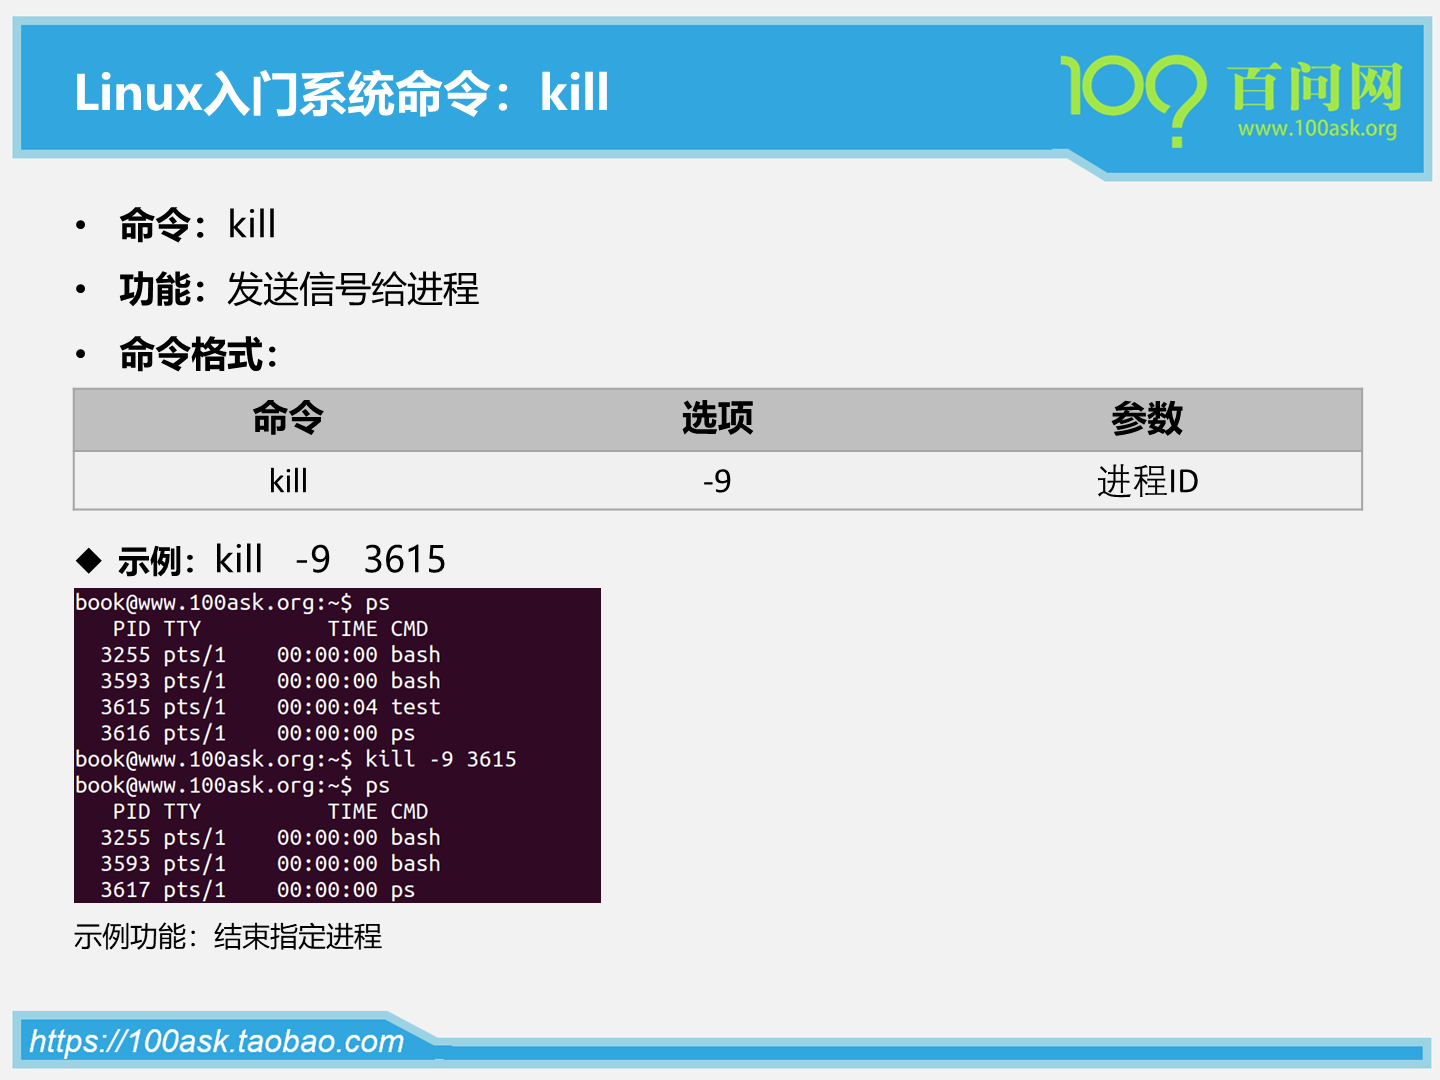 Linux入门系统命令：kill
百问网
www.100ask.org
• 命令：kill
• 功能：发送信号给进程
• 命令格式：
命令 选项 参数
kill -9 进程ID
◆ 示例：kill -9 3615
book@www.100ask.org:~$ ps
PID TTY TIME CMD
3255 pts/1 00:00:00 bash
3593 pts/1 00:00:00 bash
3615 pts/1 00:00:04 test
3616 pts/1 00:00:00 ps
book@www.100ask.org:~$ kill -9 3615
book@www.100ask.org:~$ ps
PID TTY TIME CMD
3255 pts/1 00:00:00 bash
3593 pts/1 00:00:00 bash
3617 pts/1 00:00:00 ps
示例功能：结束指定进程
https://100ask.taobao.com